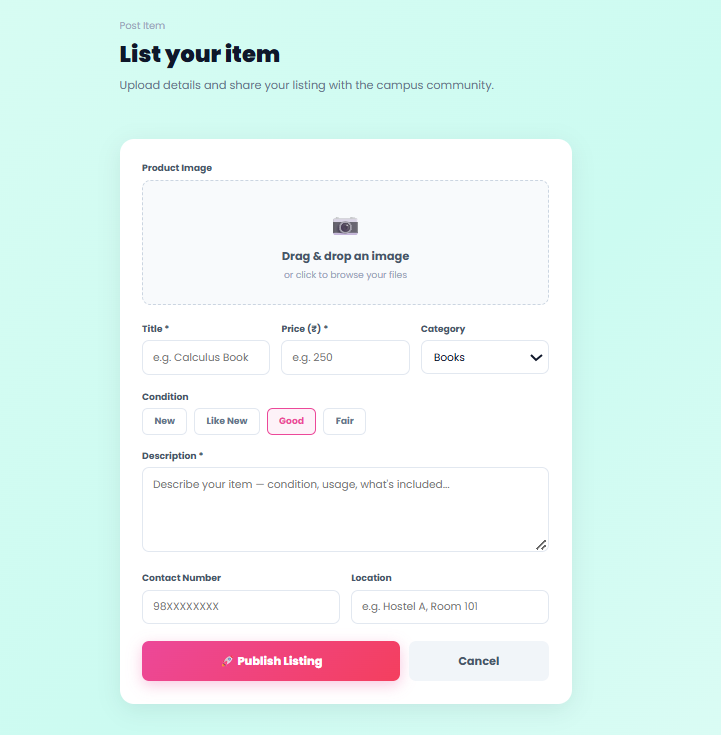 Post Item
List your item
Upload details and share your listing with the campus community.
Product Image
Drag & drop an image
or click to browse your files
Title * Price (₹) * Category
e.g. Calculus Book e.g. 250 Books
Condition
New Like New Good Fair
Description *
Describe your item — condition, usage, what's included...
Contact Number Location
98XXXXXXXX e.g. Hostel A, Room 101
🚀 Publish Listing Cancel